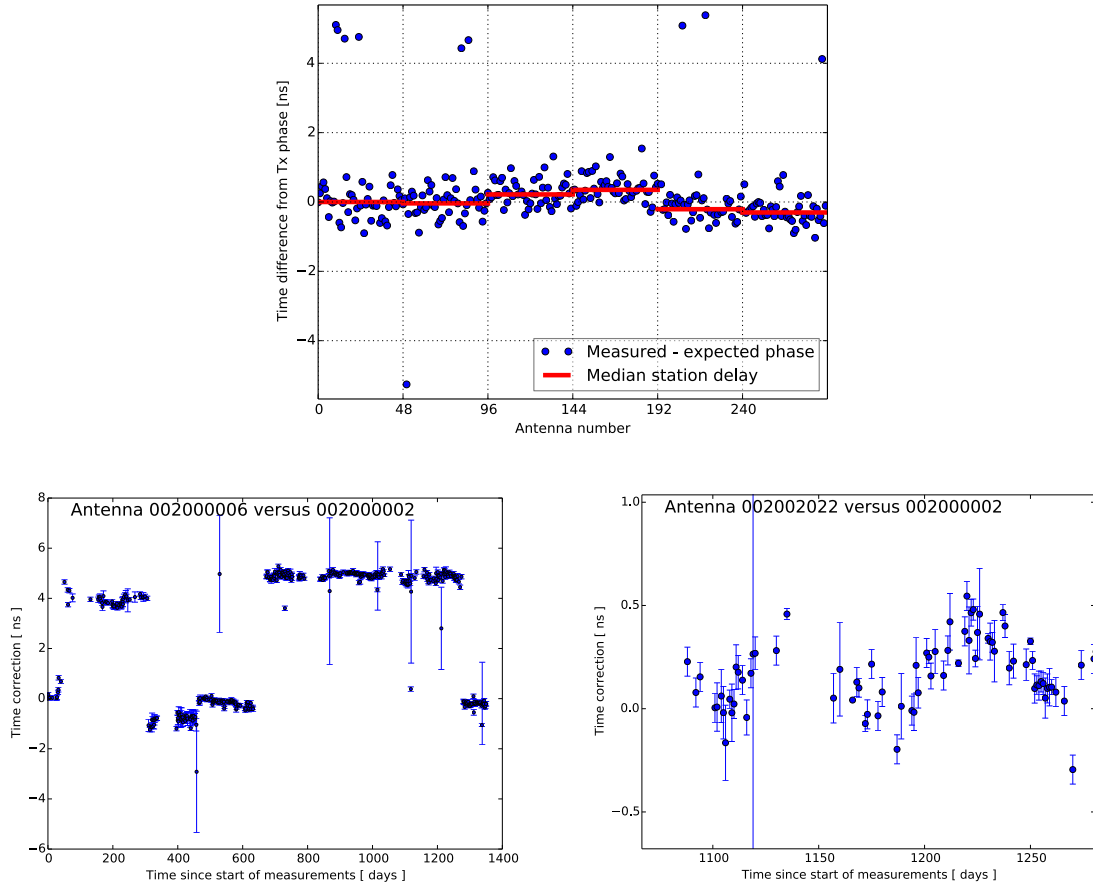 Time difference from Tx phase [ns]
4
2
0
−2
−4
Measured - expected phase
Median station delay
0 48 96 144 192 240
Antenna number
Antenna 002000006 versus 002000002
Time correction [ ns ]
8
6
4
2
0
−2
−4
−6
0 200 400 600 800 1000 1200 1400
Time since start of measurements [ days ]
Antenna 002002022 versus 002000002
Time correction [ ns ]
1.0
0.5
0.0
−0.5
1100 1150 1200 1250
Time since start of measurements [ days ]